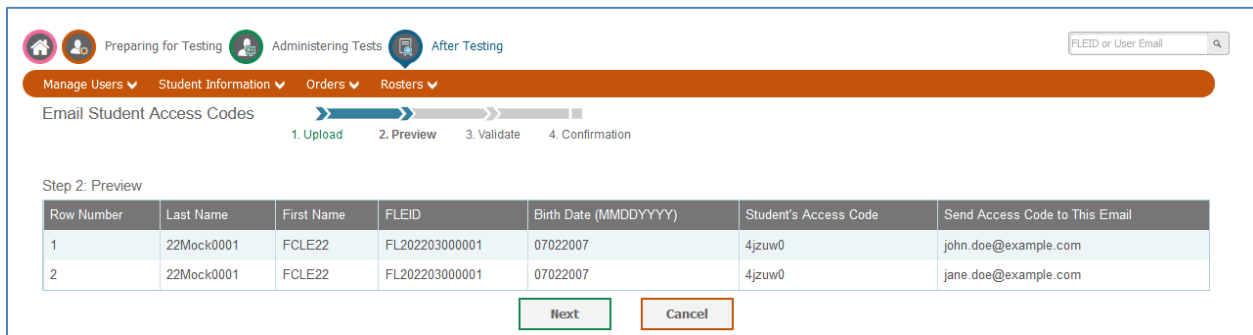 Preparing for Testing Administering Tests After Testing FLEID or User Email
Manage Users Student Information Orders Rosters
Email Student Access Codes
1. Upload 2. Preview 3. Validate 4. Confirmation
Step 2: Preview
Row Number Last Name First Name FLEID Birth Date (MMDDYYYY) Student's Access Code Send Access Code to This Email
1 22Mock0001 FCLE22 FL202203000001 07022007 4jzuw0 john.doe@example.com
2 22Mock0001 FCLE22 FL202203000001 07022007 4jzuw0 jane.doe@example.com
Next Cancel